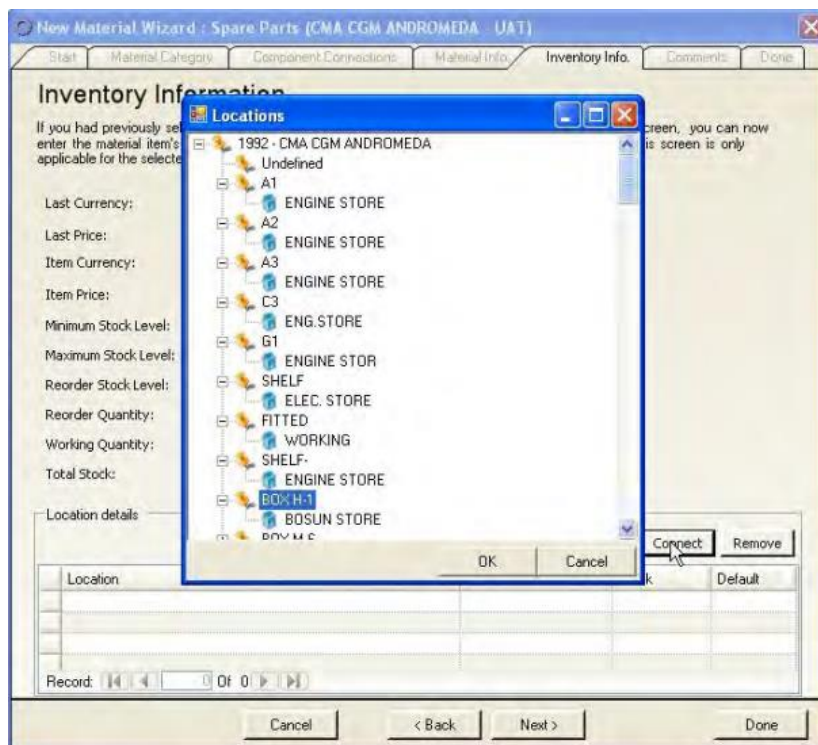 New Material Wizard : Spare Parts (CMA CGM ANDROMEDA - UAT)
Start Material Category Component Connections Material Info. Inventory Info. Comments Done
Inventory Information
If you had previously sel creen, you can now
enter the material item's is screen is only
applicable for the selecte
Locations
1992 - CMA CGM ANDROMEDA
Undefined
A1
ENGINE STORE
A2
ENGINE STORE
A3
ENGINE STORE
C3
ENG.STORE
G1
ENGINE STOR
SHELF
ELEC. STORE
FITTED
WORKING
SHELF-
ENGINE STORE
BOX H-1
BOSUN STORE
OK Cancel
Last Currency:
Last Price:
Item Currency:
Item Price:
Minimum Stock Level:
Maximum Stock Level:
Reorder Stock Level:
Reorder Quantity:
Working Quantity:
Total Stock:
Location details
Connect Remove
Location k Default
Record: 0 Of 0
Cancel < Back Next > Done